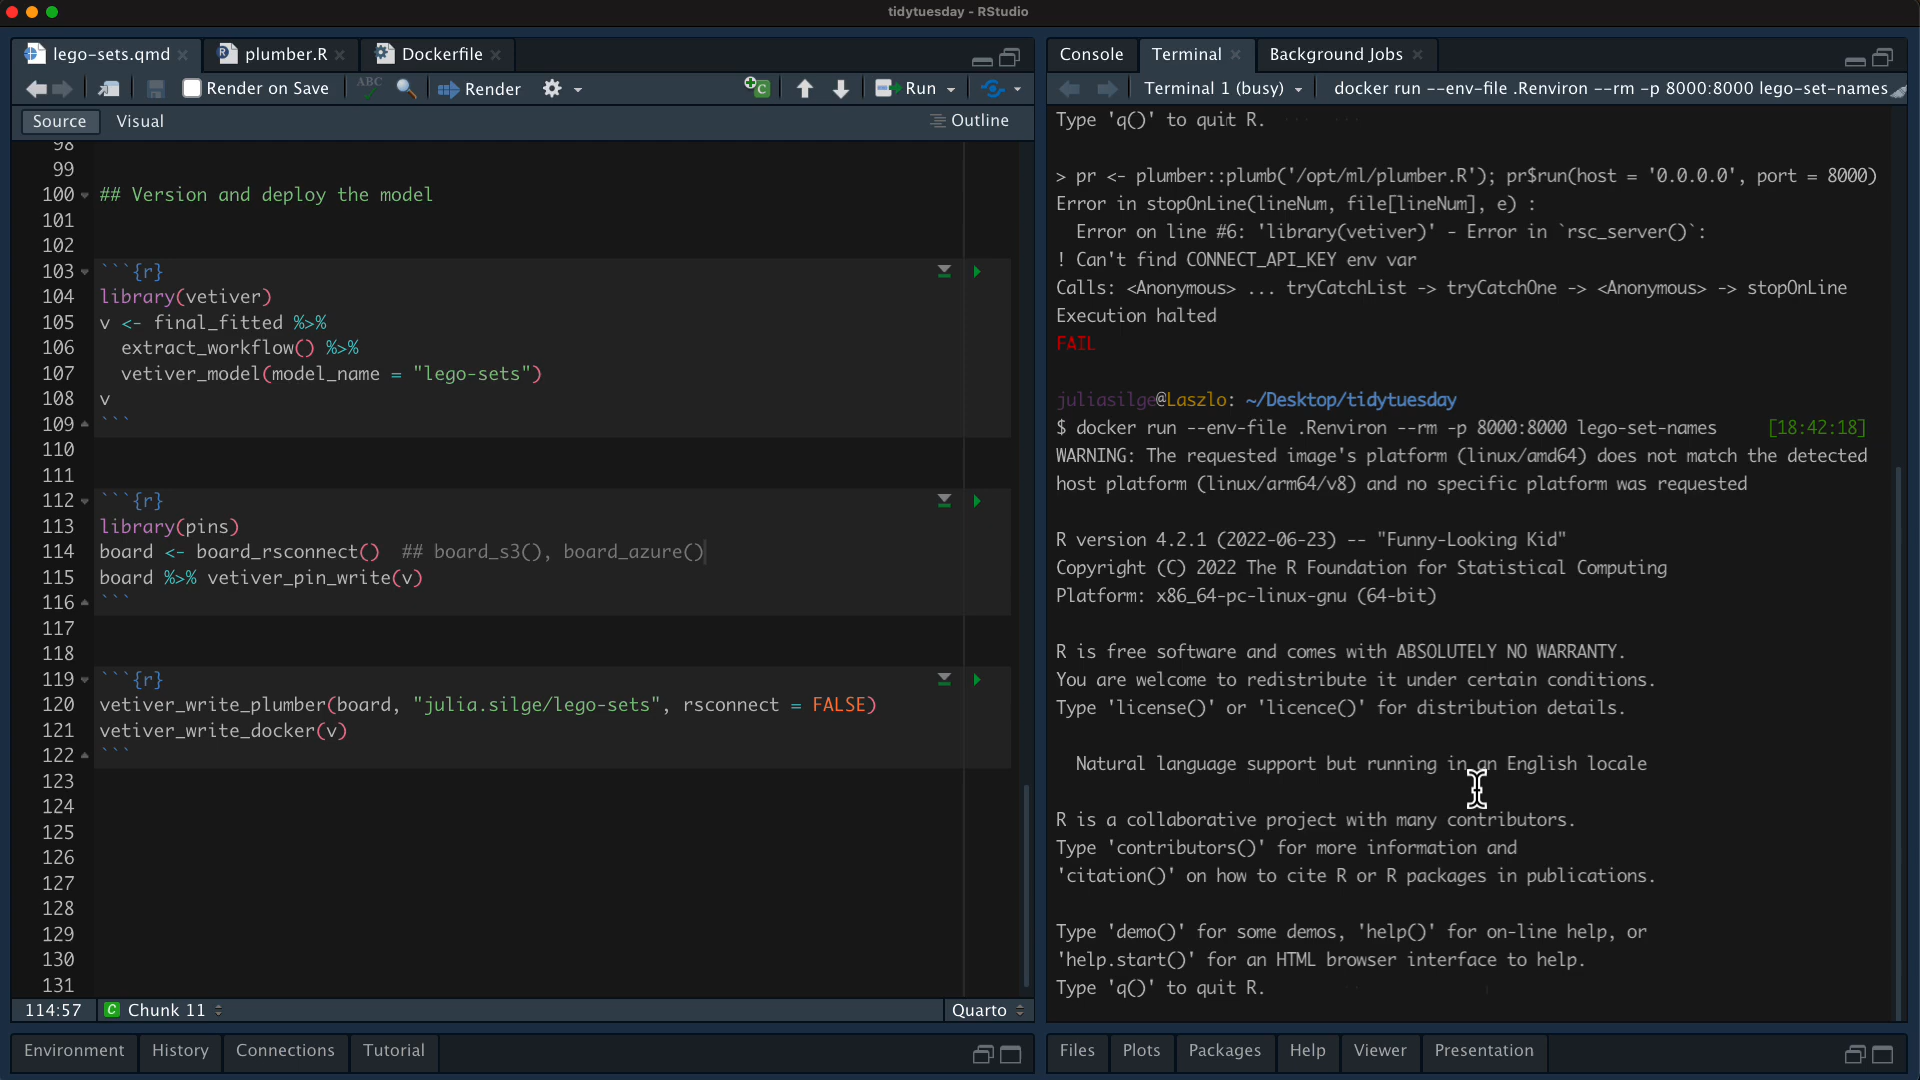 tidytuesday - RStudio
lego-sets.qmd
plumber.R
Dockerfile
Render on Save
ABC
Render
Run
Source
Visual
Outline
98
99
100 ## Version and deploy the model
101
102
103 ```{r}
104 library(vetiver)
105 v <- final_fitted %>%
106 extract_workflow() %>%
107 vetiver_model(model_name = "lego-sets")
108 v
109 ```
110
111
112 ```{r}
113 library(pins)
114 board <- board_rsconnect() ## board_s3(), board_azure()
115 board %>% vetiver_pin_write(v)
116 ```
117
118
119 ```{r}
120 vetiver_write_plumber(board, "julia.silge/lego-sets", rsconnect = FALSE)
121 vetiver_write_docker(v)
122 ```
123
124
125
126
127
128
129
130
131
114:57
C Chunk 11
Quarto
Environment
History
Connections
Tutorial
Console
Terminal
Background Jobs
Terminal 1 (busy)
docker run --env-file .Renviron --rm -p 8000:8000 lego-set-names
Type 'q()' to quit R.
> pr <- plumber::plumb('/opt/ml/plumber.R'); pr$run(host = '0.0.0.0', port = 8000)
Error in stopOnLine(lineNum, file[lineNum], e) :
Error on line #6: 'library(vetiver)' - Error in `rsc_server()`:
! Can't find CONNECT_API_KEY env var
Calls: <Anonymous> ... tryCatchList -> tryCatchOne -> <Anonymous> -> stopOnLine
Execution halted
FAIL
juliasilge@Laszlo: ~/Desktop/tidytuesday
$ docker run --env-file .Renviron --rm -p 8000:8000 lego-set-names [18:42:18]
WARNING: The requested image's platform (linux/amd64) does not match the detected
host platform (linux/arm64/v8) and no specific platform was requested
R version 4.2.1 (2022-06-23) -- "Funny-Looking Kid"
Copyright (C) 2022 The R Foundation for Statistical Computing
Platform: x86_64-pc-linux-gnu (64-bit)
R is free software and comes with ABSOLUTELY NO WARRANTY.
You are welcome to redistribute it under certain conditions.
Type 'license()' or 'licence()' for distribution details.
Natural language support but running in an English locale
R is a collaborative project with many contributors.
Type 'contributors()' for more information and
'citation()' on how to cite R or R packages in publications.
Type 'demo()' for some demos, 'help()' for on-line help, or
'help.start()' for an HTML browser interface to help.
Type 'q()' to quit R.
Files
Plots
Packages
Help
Viewer
Presentation